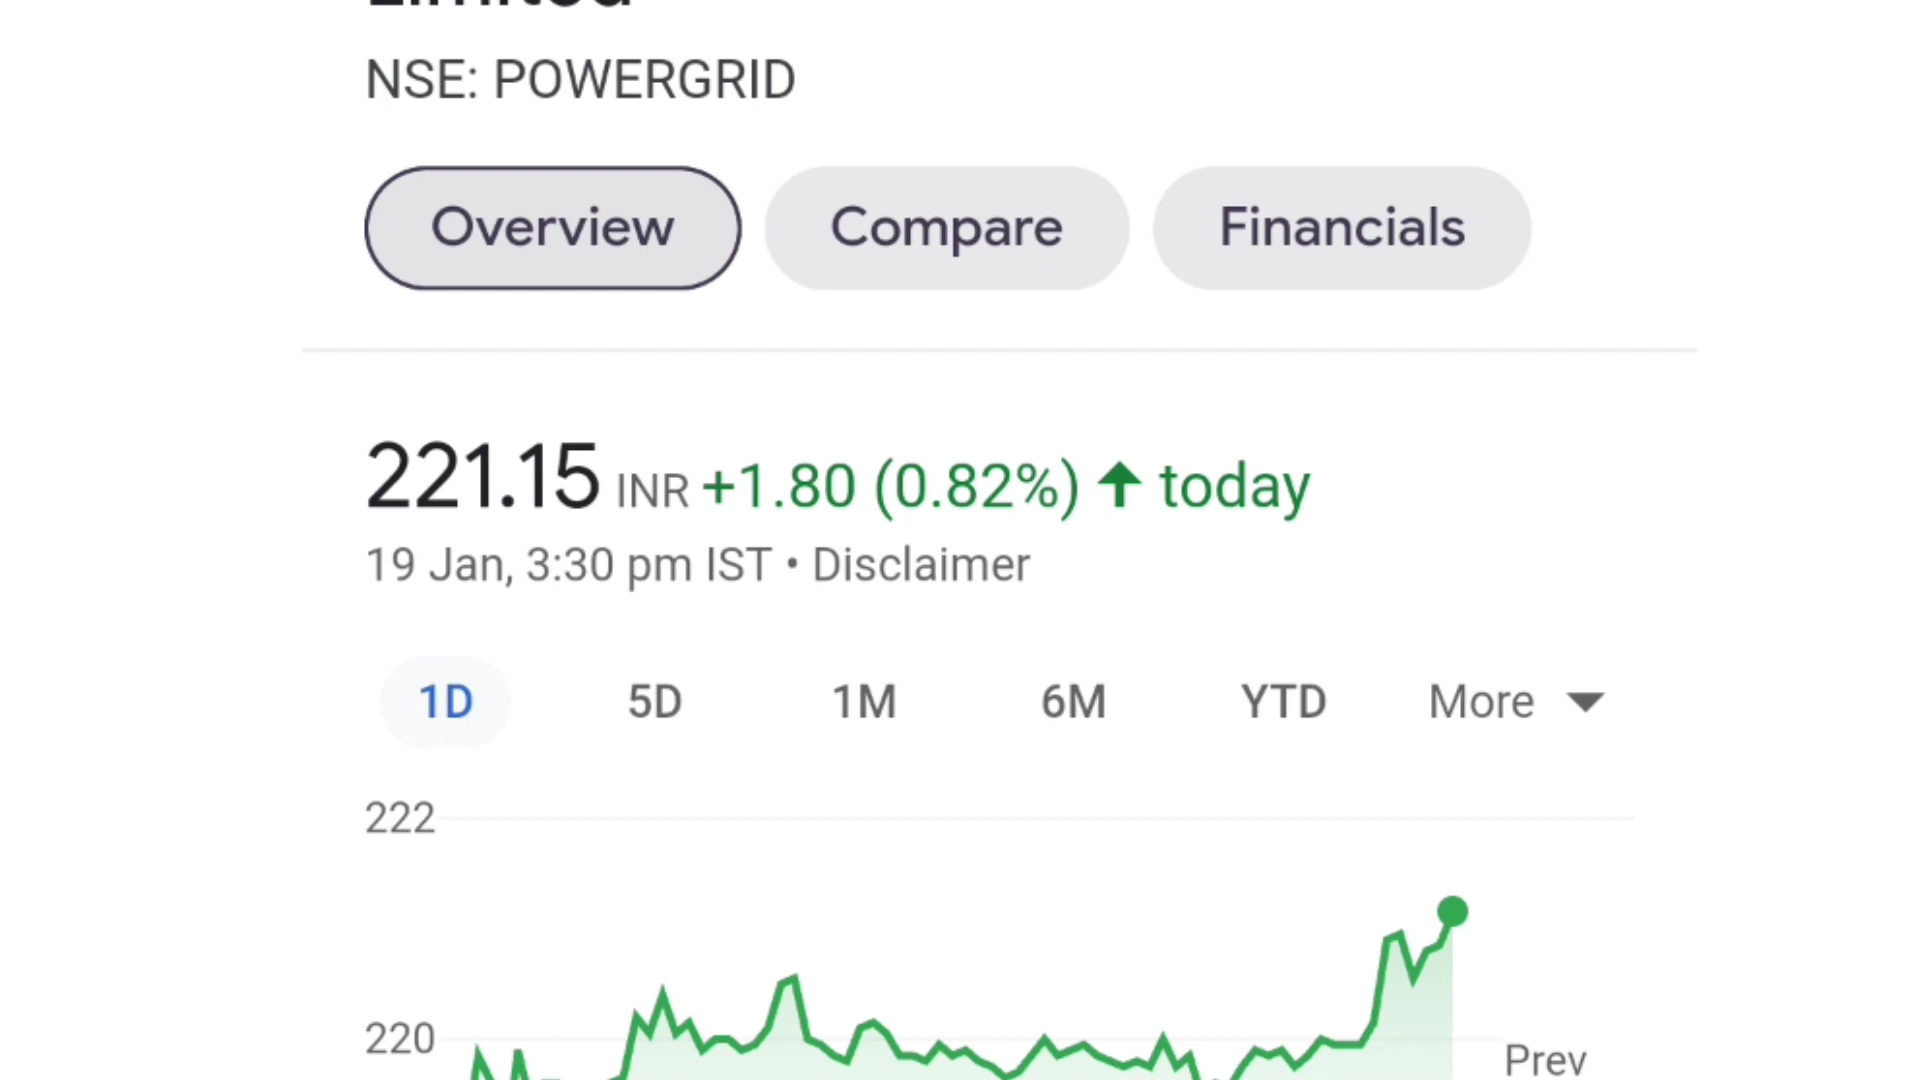 Limited
NSE: POWERGRID
Overview Compare Financials
221.15 INR +1.80 (0.82%) ↑ today
19 Jan, 3:30 pm IST • Disclaimer
1D 5D 1M 6M YTD More
222
220
Prev